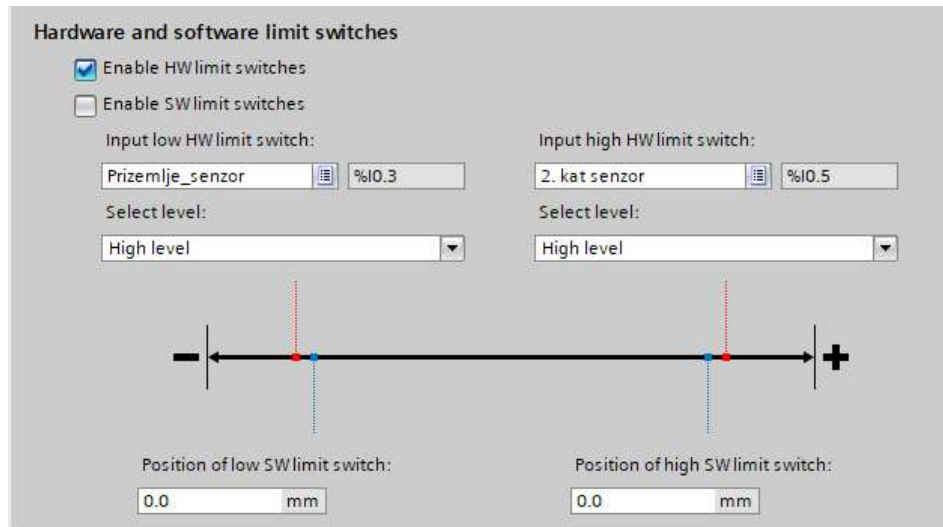 Hardware and software limit switches
Enable HW limit switches
Enable SW limit switches
Input low HW limit switch: Input high HW limit switch:
Prizemlje_senzor %I0.3 2. kat senzor %I0.5
Select level: Select level:
High level High level
Position of low SW limit switch: Position of high SW limit switch:
0.0 mm 0.0 mm